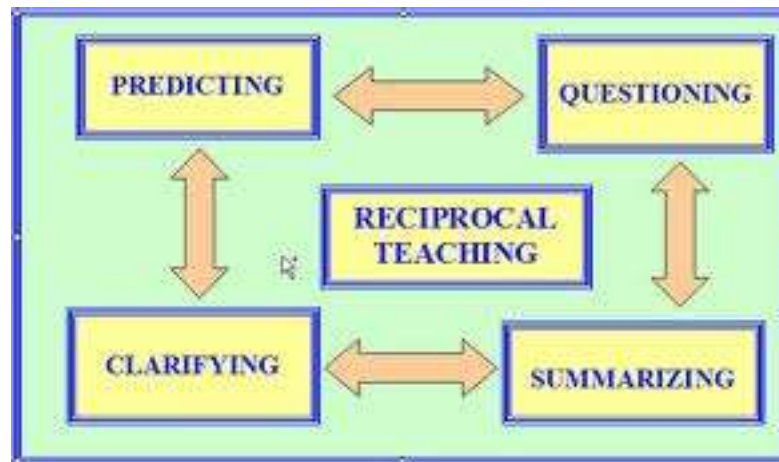 PREDICTING
QUESTIONING
RECIPROCAL
TEACHING
CLARIFYING
SUMMARIZING